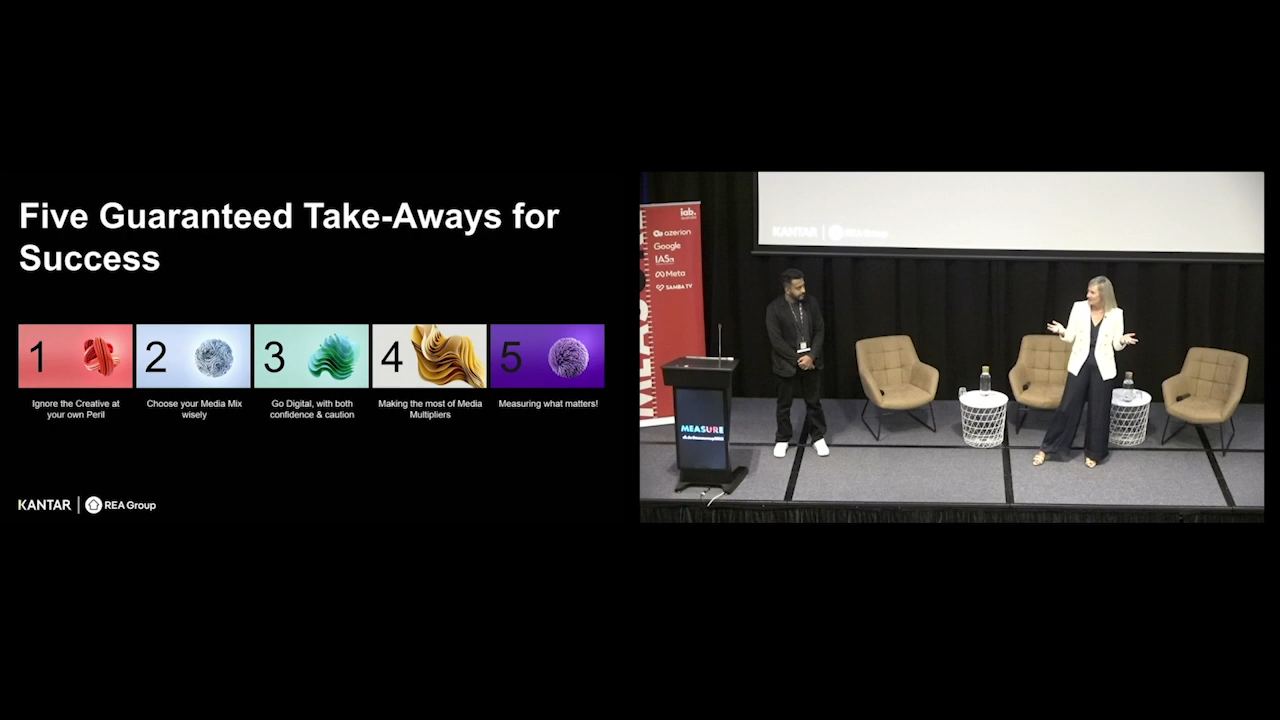 Five Guaranteed Take-Aways for
Success
1
2
3
4
5
Ignore the Creative at
your own Peril
Choose your Media Mix
wisely
Go Digital, with both
confidence & caution
Making the most of Media
Multipliers
Measuring what matters!
KANTAR | REA Group
iab.
azerion
Google
IAS
Meta
SAMBA TV
KANTAR | REA Group
MEASURE